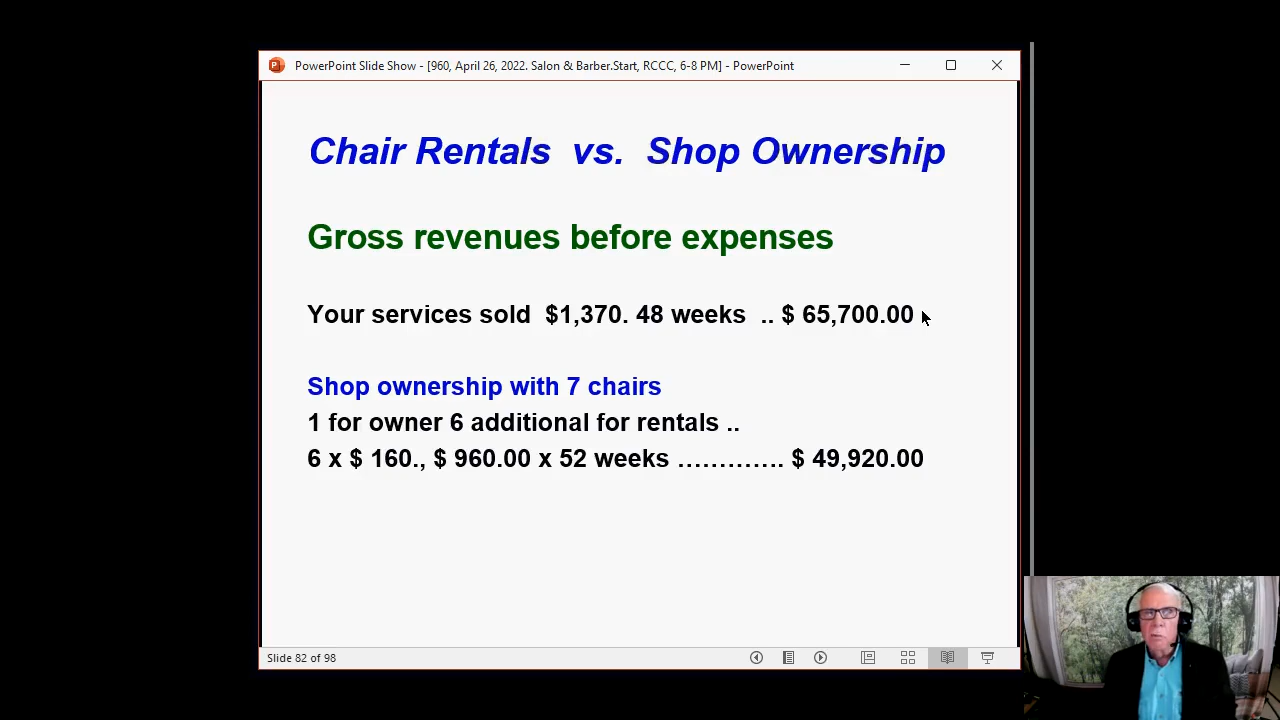 PowerPoint Slide Show - [960, April 26, 2022. Salon & Barber.Start, RCCC, 6-8 PM] - PowerPoint
Chair Rentals vs. Shop Ownership
Gross revenues before expenses
Your services sold $1,370. 48 weeks .. $ 65,700.00
Shop ownership with 7 chairs
1 for owner 6 additional for rentals ..
6 x $ 160., $ 960.00 x 52 weeks …………. $ 49,920.00
Slide 82 of 98